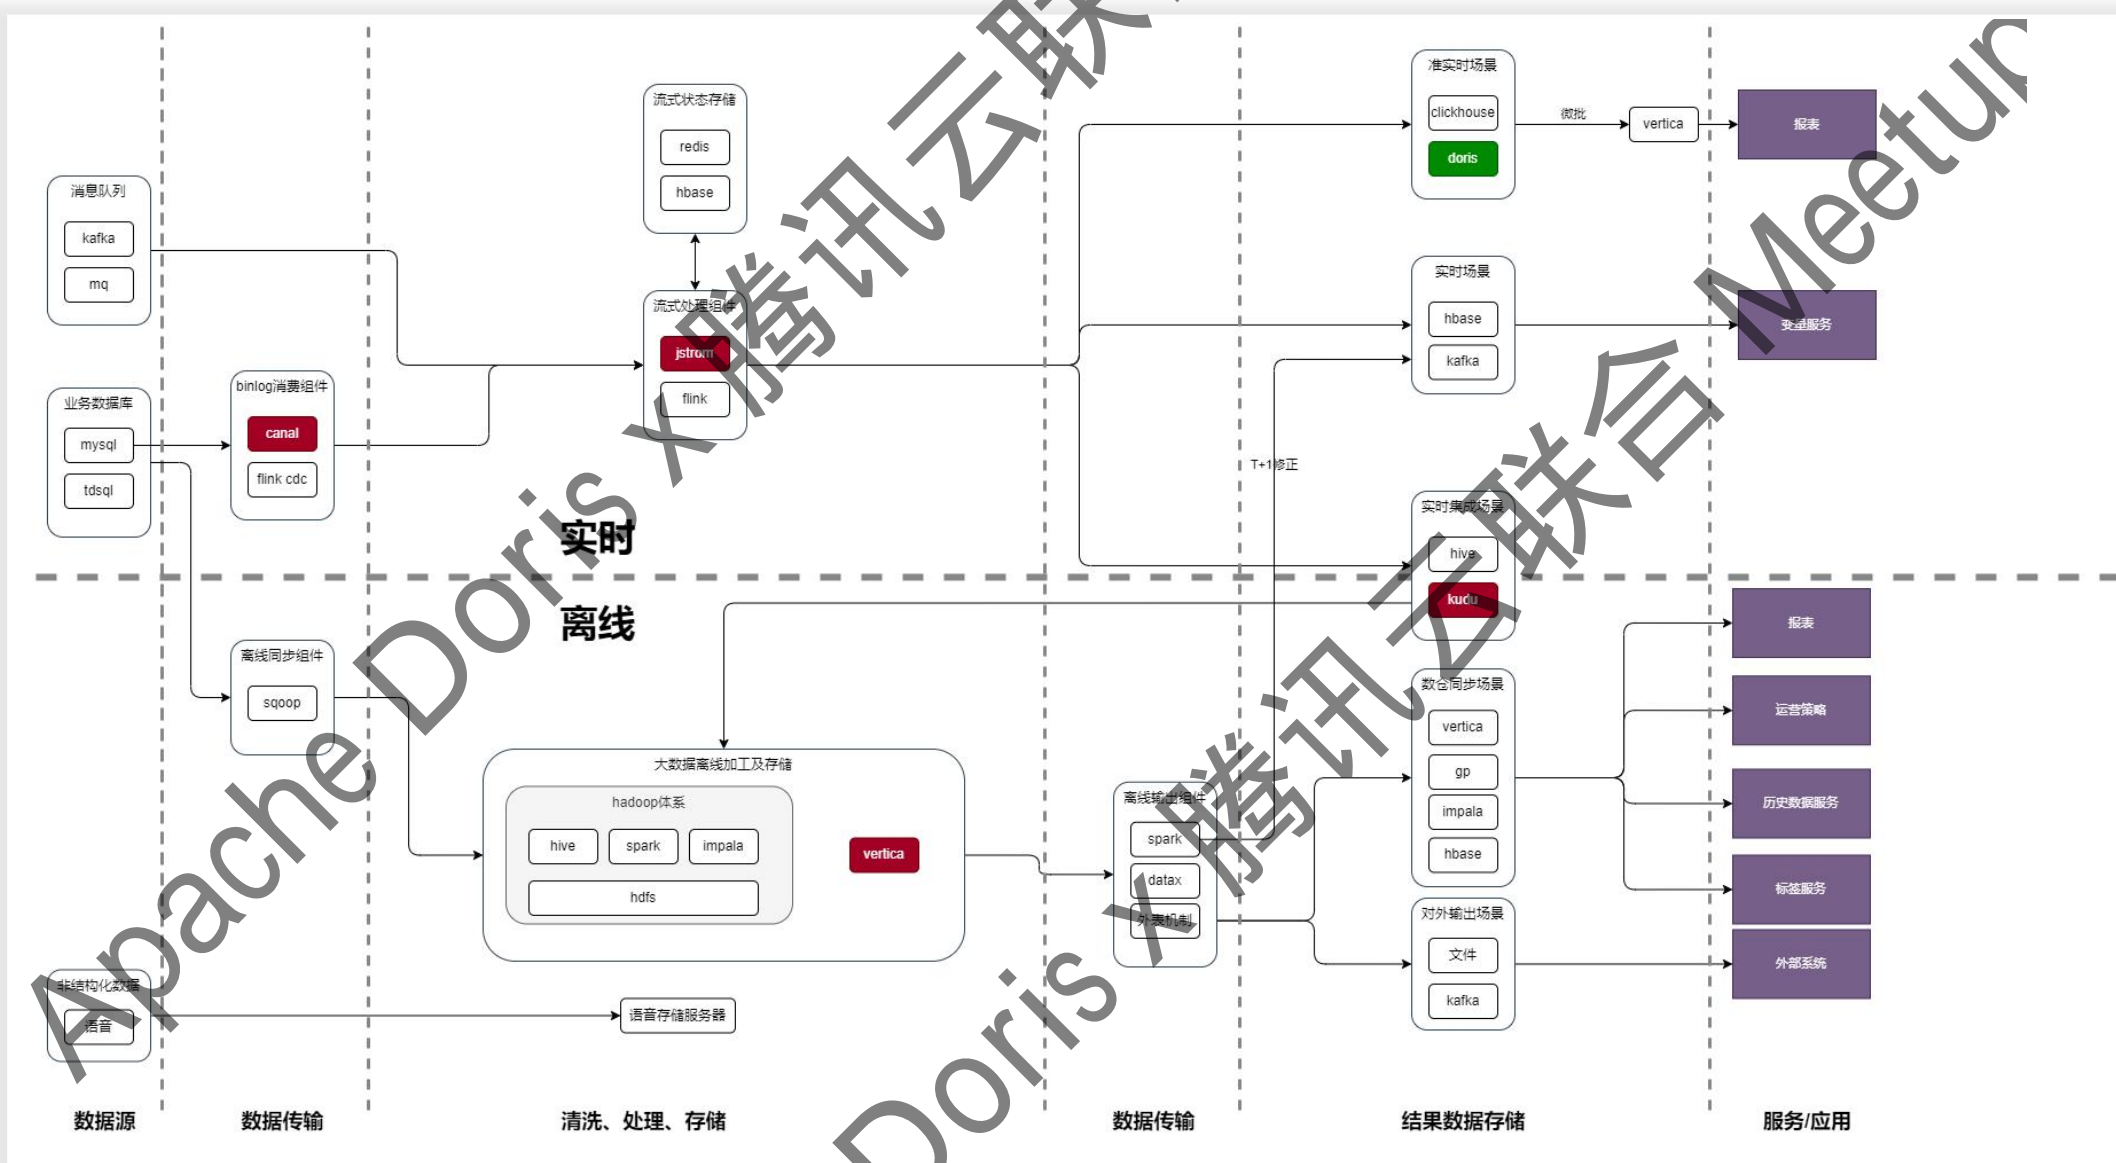 消息队列
kafka
mq
业务数据库
mysql
tdsql
非结构化数据
语音
数据源
binlog消费组件
canal
flink cdc
离线同步组件
sqoop
数据传输
流式状态存储
redis
hbase
流式处理组件
jstrom
flink
实时
离线
大数据离线加工及存储
hadoop体系
hive
spark
impala
hdfs
vertica
语音存储服务器
清洗、处理、存储
离线输出组件
spark
datax
外表机制
数据传输
T+1修正
准实时场景
clickhouse
doris
微批
vertica
实时场景
hbase
kafka
实时集成场景
hive
kudu
数仓同步场景
vertica
gp
impala
hbase
对外输出场景
文件
kafka
结果数据存储
报表
变量服务
报表
运营策略
历史数据服务
标签服务
外部系统
服务/应用
Apache Doris x 腾讯云联
Doris x 腾讯云联合 Meetup